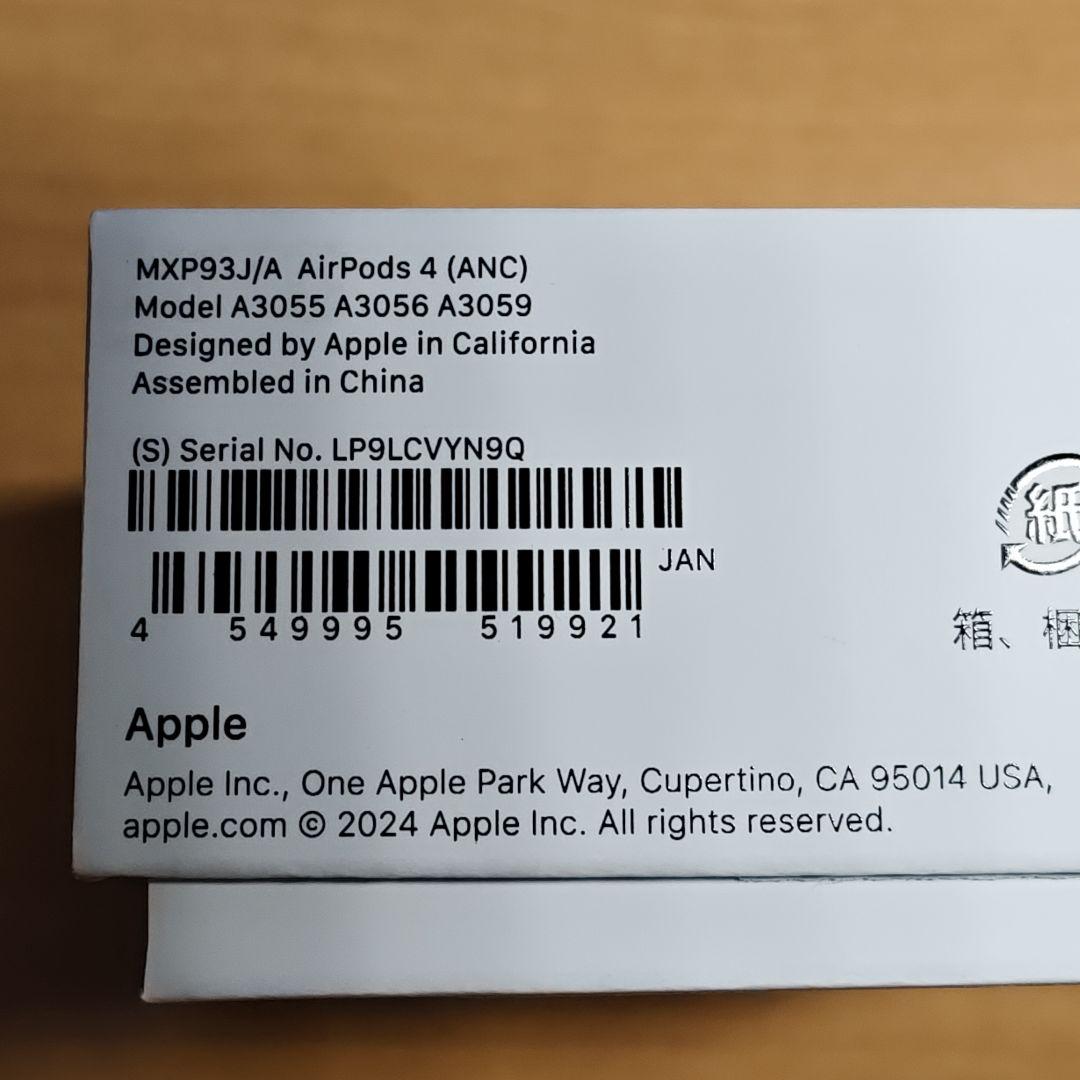 MXP93J/A AirPods 4 (ANC)
Model A3055 A3056 A3059
Designed by Apple in California
Assembled in China
(S) Serial No. LP9LCVYN9Q
JAN
4 549995 519921
紙
箱、梱
Apple
Apple Inc., One Apple Park Way, Cupertino, CA 95014 USA,
apple.com © 2024 Apple Inc. All rights reserved.